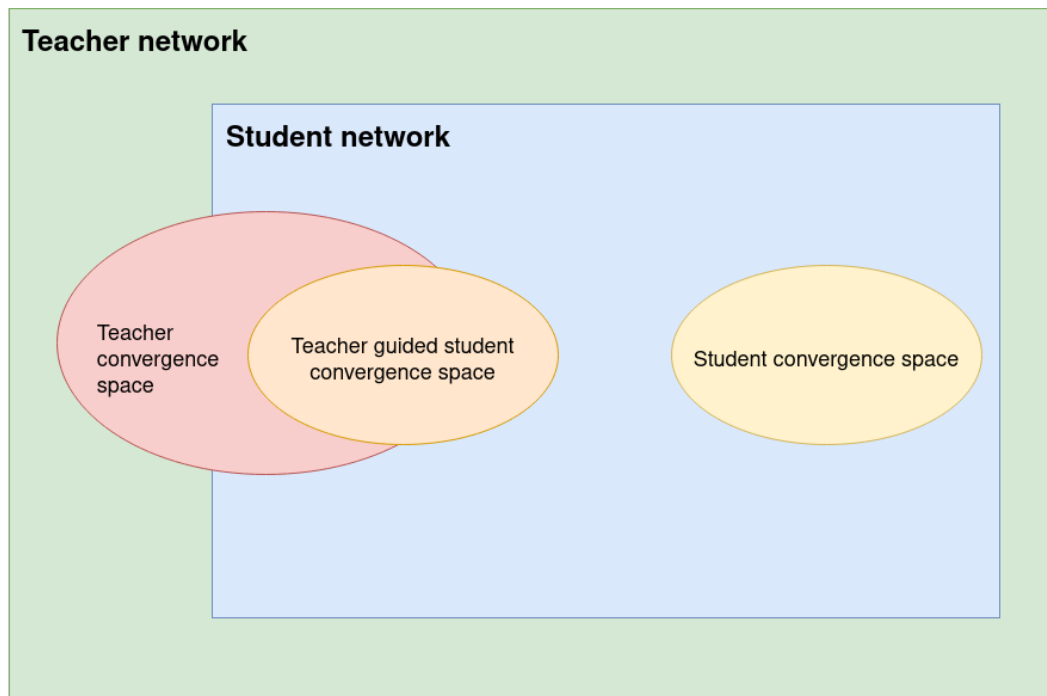 Teacher network
Student network
Teacher
convergence
space
Teacher guided student
convergence space
Student convergence space